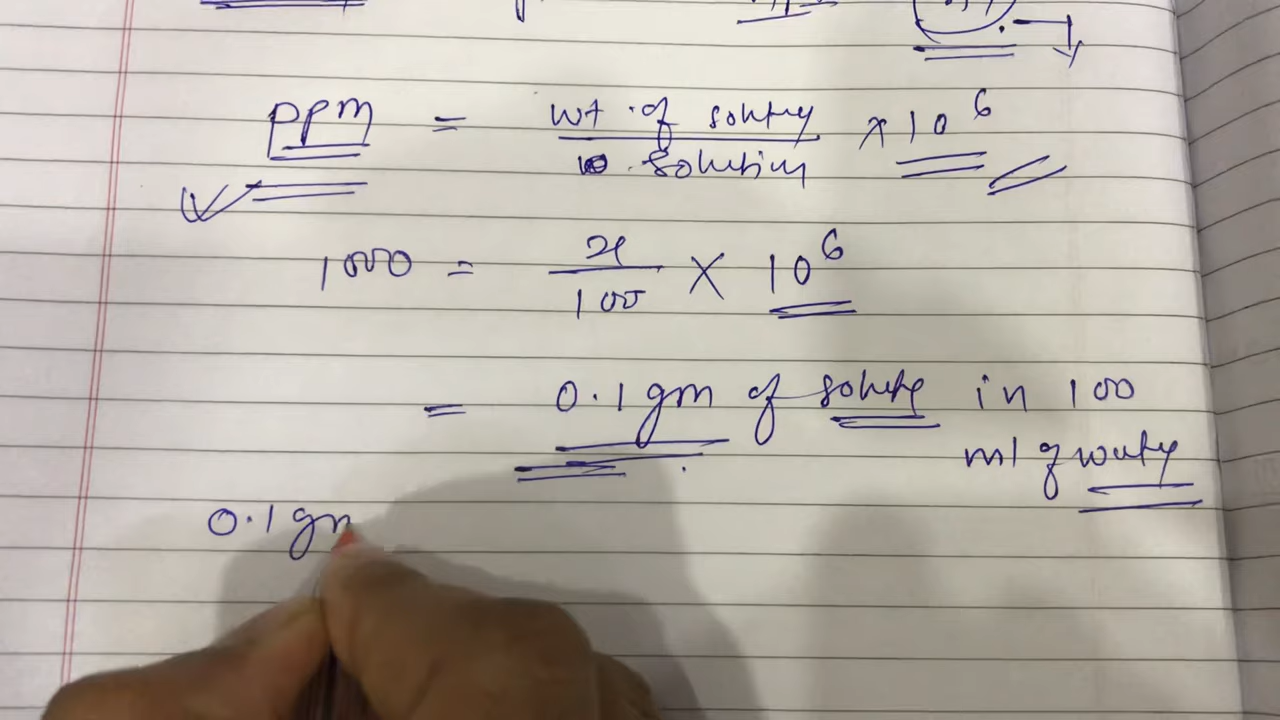 ppm = wt. of solute × 10^6
solution
1000 = x × 10^6
100
= 0.1 gm of solute in 100
ml of water
0.1 gm